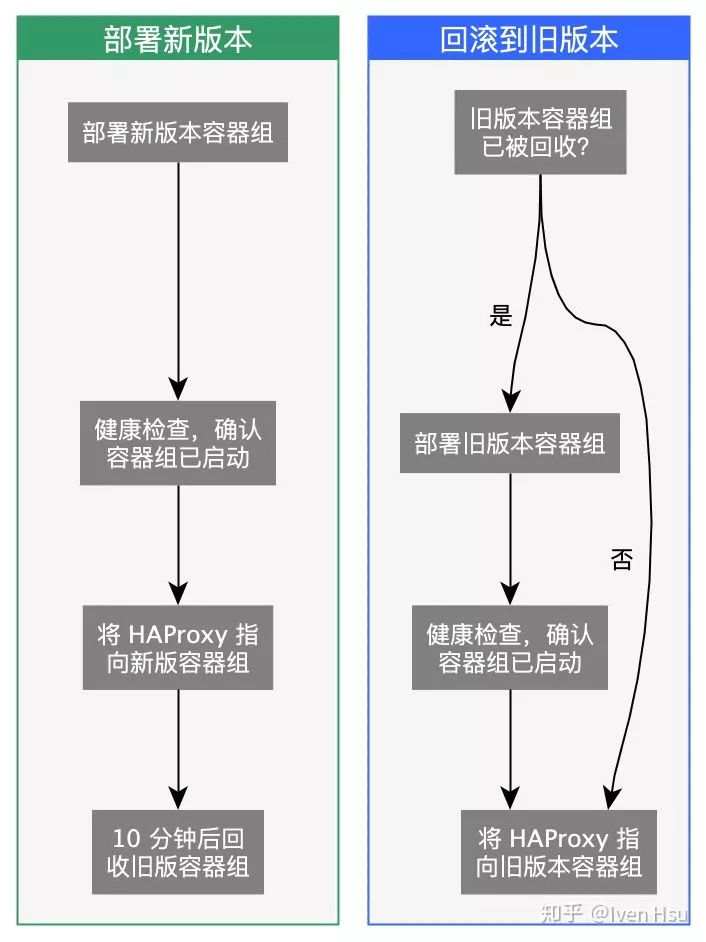 部署新版本
部署新版本容器组
健康检查，确认
容器组已启动
将 HAProxy 指
向新版容器组
10 分钟后回
收旧版容器组
回滚到旧版本
旧版本容器组
已被回收？
是
否
部署旧版本容器组
健康检查，确认
容器组已启动
将 HAProxy 指
向旧版本容器组
知乎 @Iven Hsu